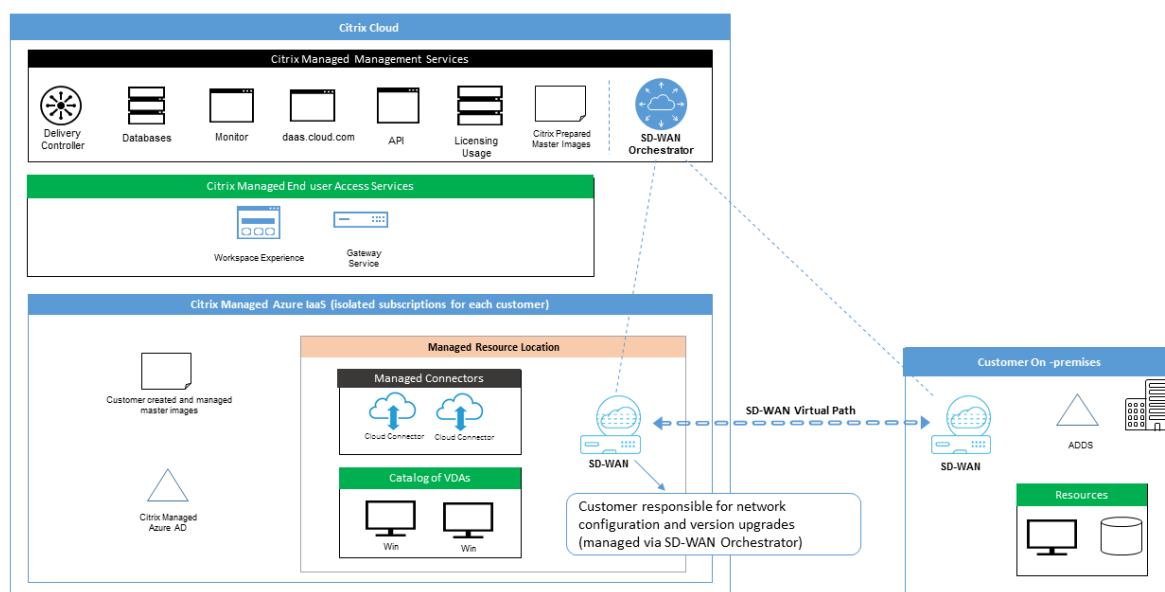 Citrix Cloud
Citrix Managed Management Services
Delivery
Controller
Databases
Monitor
daas.cloud.com
API
Licensing
Usage
Citrix Prepared
Master Images
SD-WAN
Orchestrator
Citrix Managed End user Access Services
Workspace Experience
Gateway
Service
Citrix Managed Azure IaaS (isolated subscriptions for each customer)
Customer created and managed
master images
Citrix Managed
Azure AD
Managed Resource Location
Managed Connectors
Cloud Connector
Cloud Connector
Catalog of VDAs
Win
Win
SD-WAN
Customer responsible for network
configuration and version upgrades
(managed via SD-WAN Orchestrator)
SD-WAN Virtual Path
Customer On -premises
SD-WAN
ADDS
Resources